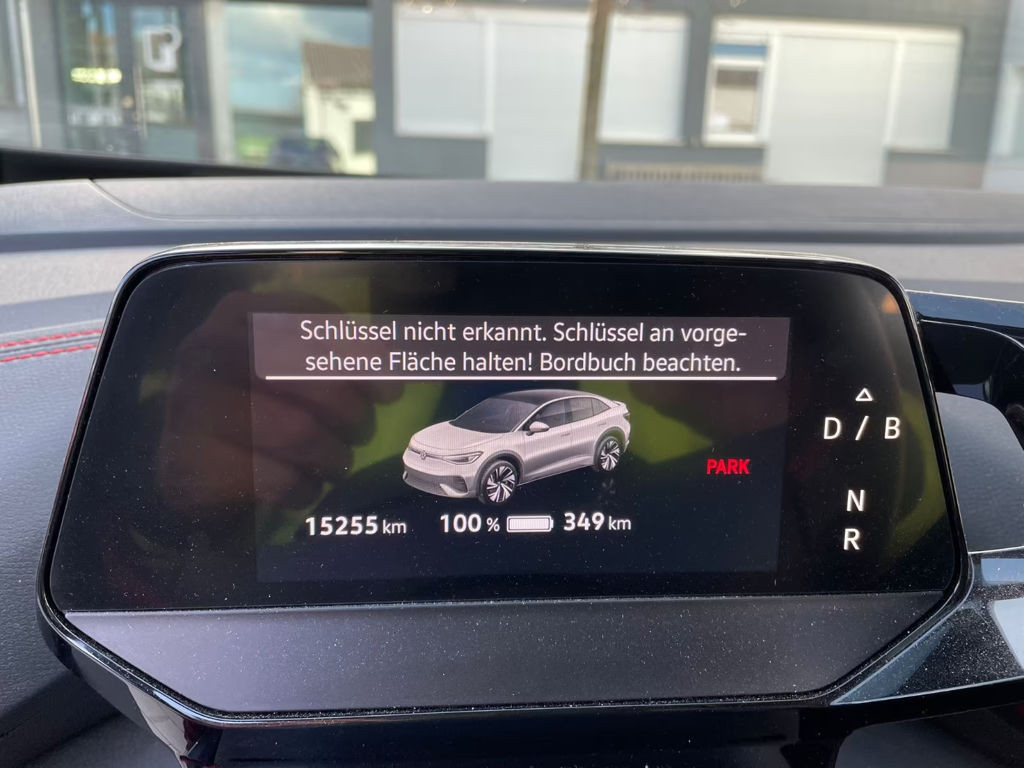 Schlüssel nicht erkannt. Schlüssel an vorge-
sehene Fläche halten! Bordbuch beachten.
D / B
PARK
N
15255 km 100 % 349 km
R